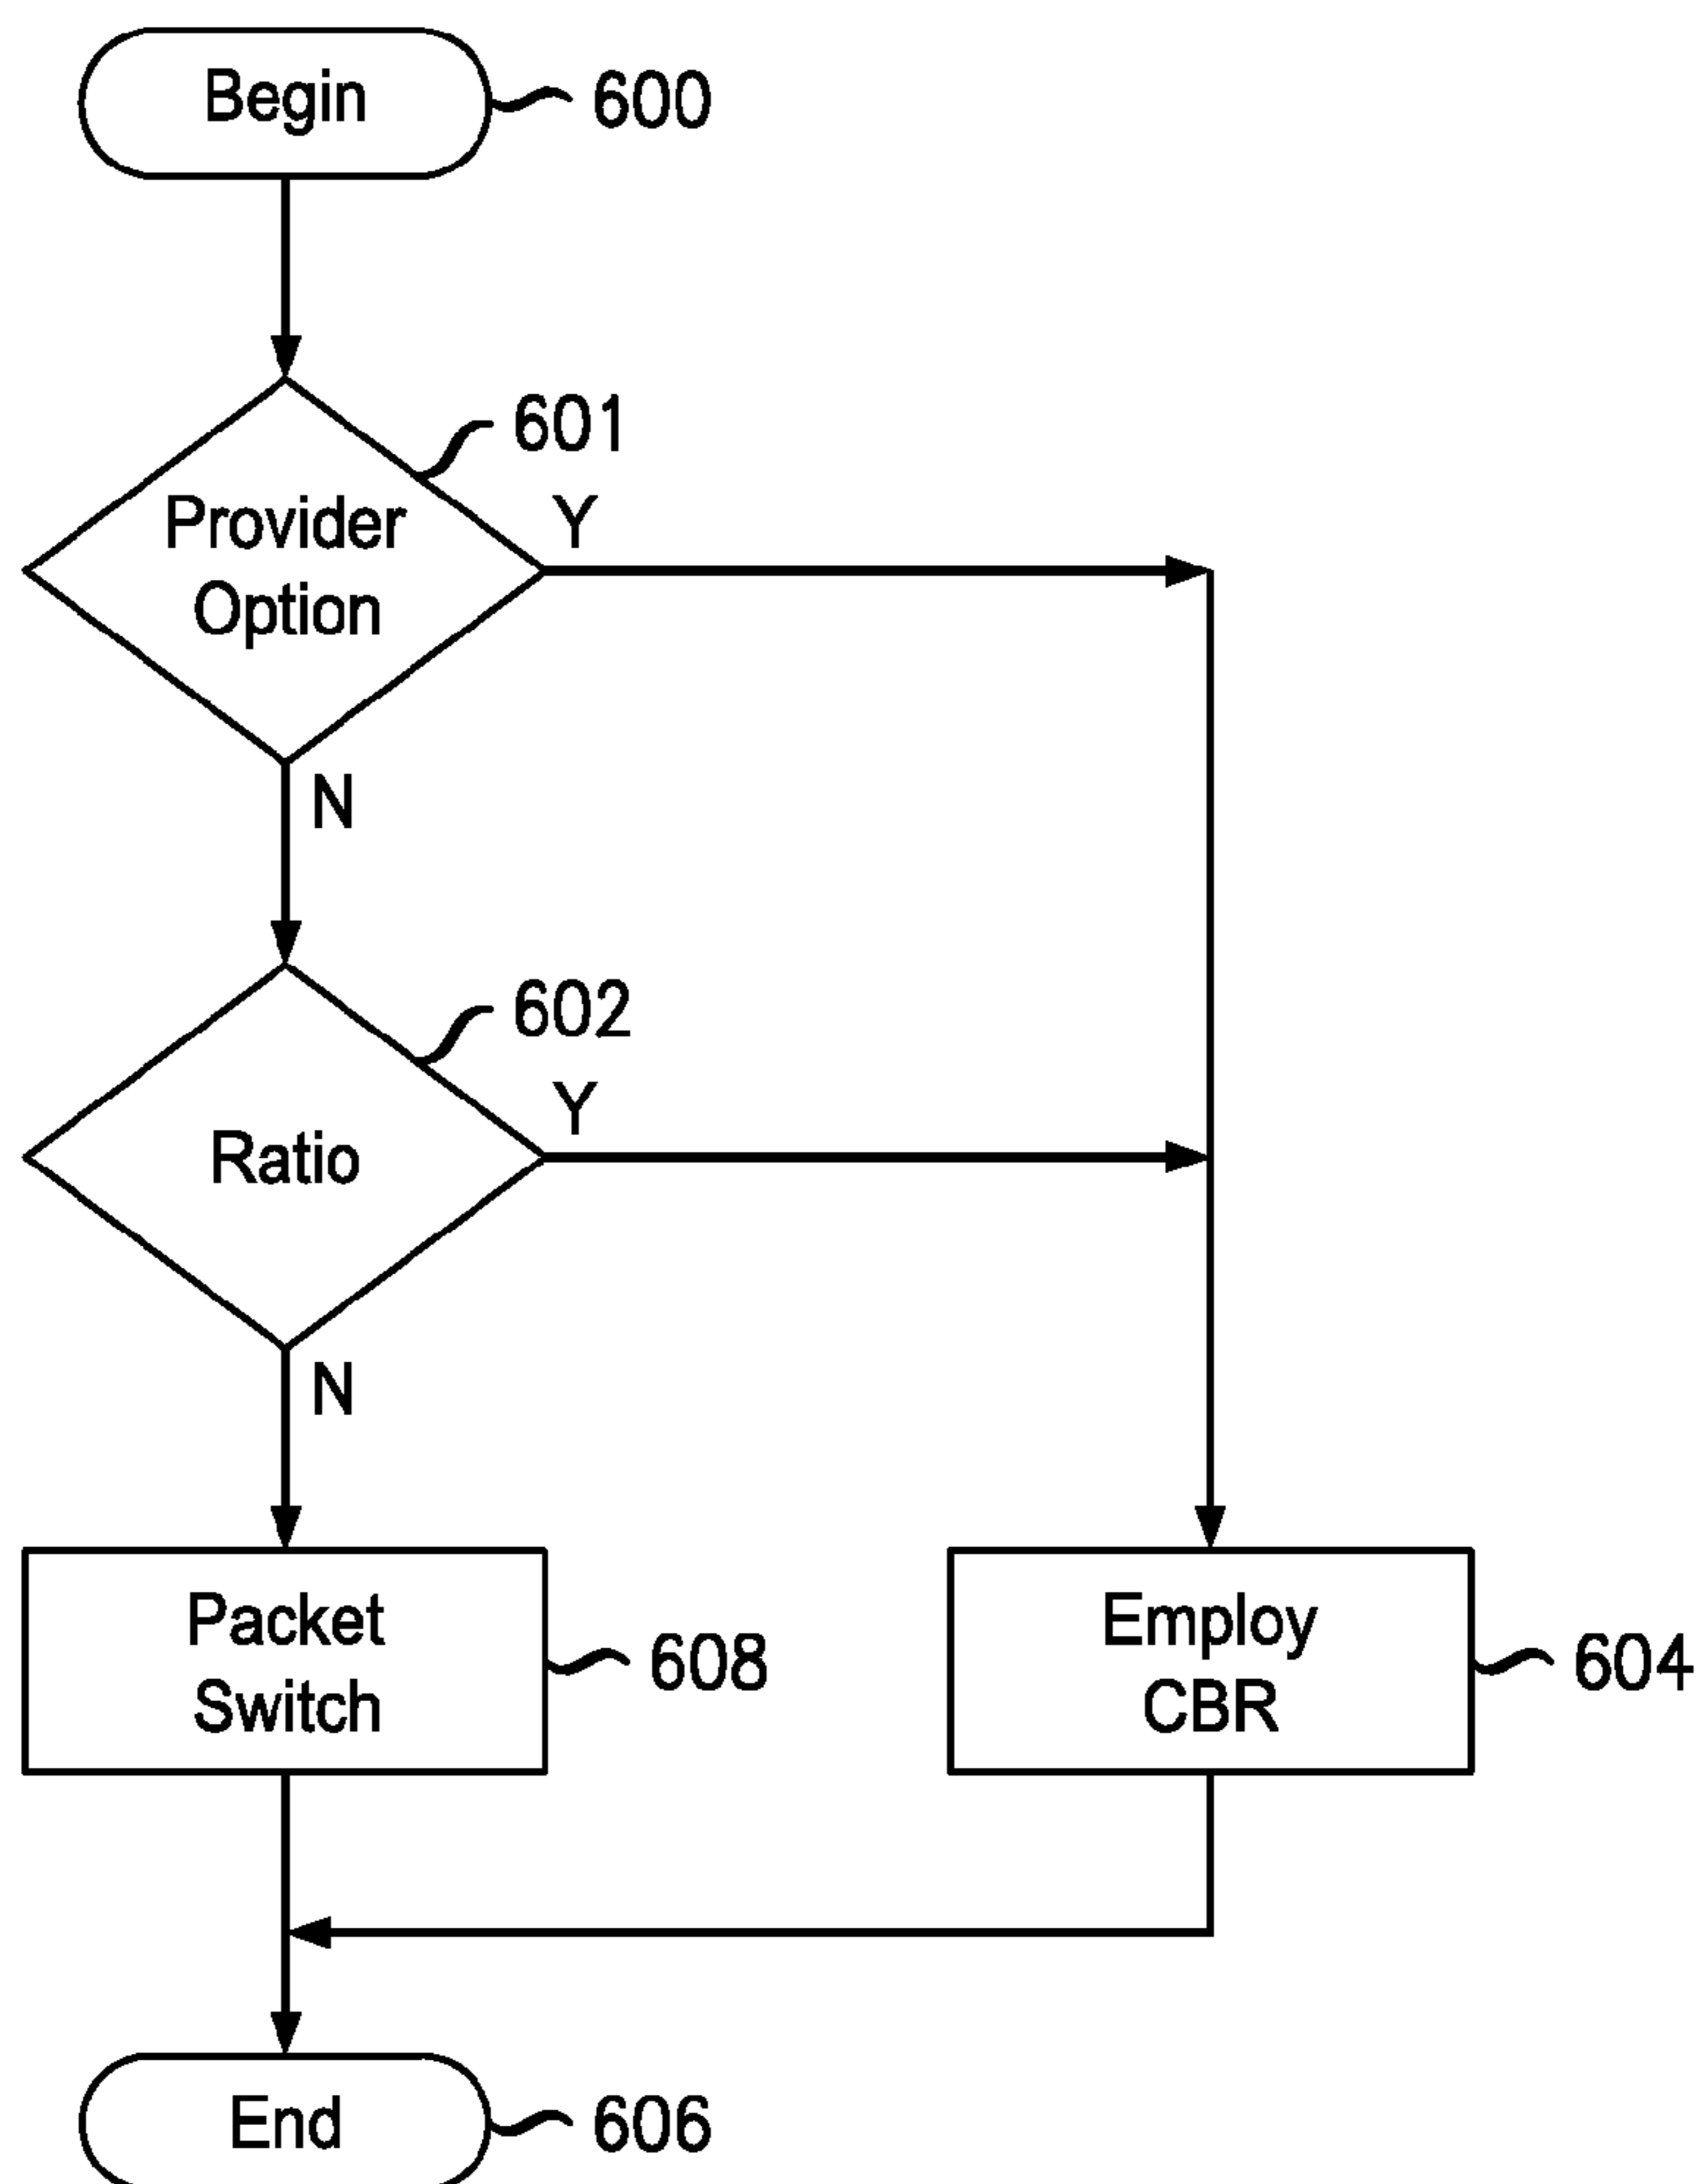 Begin
600
601
Provider
Option
Y
N
602
Ratio
Y
N
Packet
Switch
608
Employ
CBR
604
End
606